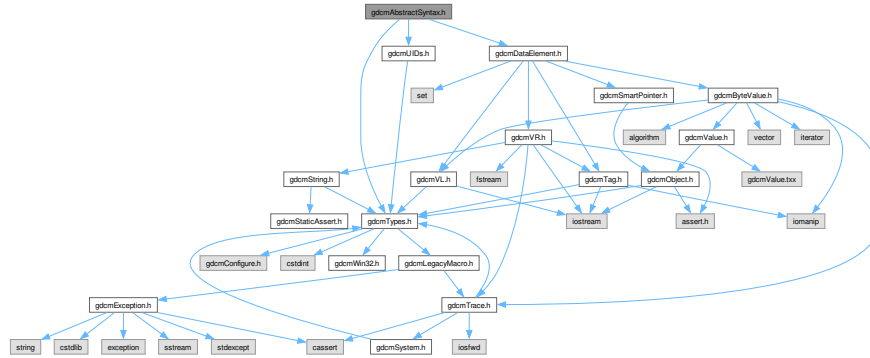 gdcmAbstractSyntax.h
gdcmUIDs.h
gdcmDataElement.h
set
gdcmSmartPointer.h
gdcmByteValue.h
gdcmVR.h
algorithm
gdcmValue.h
vector
iterator
gdcmString.h
fstream
gdcmVL.h
gdcmTag.h
gdcmObject.h
gdcmValue.txx
gdcmStaticAssert.h
gdcmTypes.h
iostream
assert.h
iomanip
gdcmConfigure.h
cstdint
gdcmWin32.h
gdcmLegacyMacro.h
gdcmException.h
gdcmTrace.h
string
cstdlib
exception
sstream
stdexcept
cassert
gdcmSystem.h
iosfwd